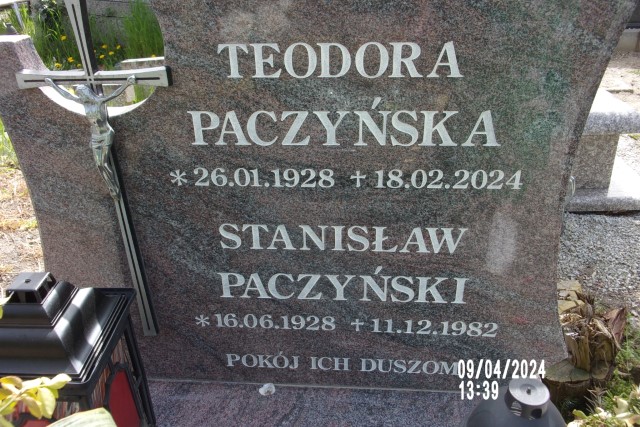 TEODORA
PACZYŃSKA
* 26.01.1928 † 18.02.2024
STANISŁAW
PACZYŃSKI
* 16.06.1928 † 11.12.1982
POKÓJ ICH DUSZOM
09/04/2024
13:39